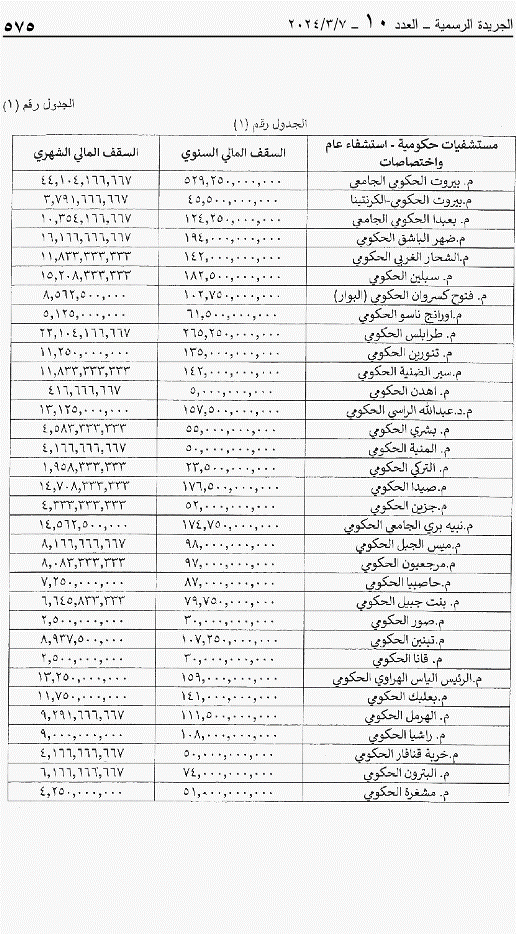 الجريدة الرسمية – العدد ١٠ – ٢٠٢٤/٣/٧ ٥٧٥
الجدول رقم (١)
الجدول رقم (١)
مستشفيات حكومية - استشفاء عام واختصاصات السقف المالي السنوي السقف المالي الشهري
م. بيروت الحكومي الجامعي ٥٢٩,٢٥٠,٠٠٠,٠٠٠ ٤٤,١٠٤,١٦٦,٦٦٧
م.بيروت الحكومي-الكرنتينا ٤٥,٥٠٠,٠٠٠,٠٠٠ ٣,٧٩١,٦٦٦,٦٦٧
م. بعبدا الحكومي الجامعي ١٢٤,٢٥٠,٠٠٠,٠٠٠ ١٠,٣٥٤,١٦٦,٦٦٧
م.ضهر الباشق الحكومي ١٩٤,٠٠٠,٠٠٠,٠٠٠ ١٦,١٦٦,٦٦٦,٦٦٧
م.الشحار الغربي الحكومي ١٤٢,٠٠٠,٠٠٠,٠٠٠ ١١,٨٣٣,٣٣٣,٣٣٣
م. سبلين الحكومي ١٨٢,٥٠٠,٠٠٠,٠٠٠ ١٥,٢٠٨,٣٣٣,٣٣٣
م. فتوح كسروان الحكومي (البوار) ١٠٢,٧٥٠,٠٠٠,٠٠٠ ٨,٥٦٢,٥٠٠,٠٠٠
م.اورانج ناسو الحكومي ٦١,٥٠٠,٠٠٠,٠٠٠ ٥,١٢٥,٠٠٠,٠٠٠
م. طرابلس الحكومي ٢٦٥,٢٥٠,٠٠٠,٠٠٠ ٢٢,١٠٤,١٦٦,٦٦٧
م. تنورين الحكومي ١٣٥,٠٠٠,٠٠٠,٠٠٠ ١١,٢٥٠,٠٠٠,٠٠٠
م.سير الضنية الحكومي ١٤٢,٠٠٠,٠٠٠,٠٠٠ ١١,٨٣٣,٣٣٣,٣٣٣
م. اهدن الحكومي ٥,٠٠٠,٠٠٠,٠٠٠ ٤١٦,٦٦٦,٦٦٧
م.د.عبدالله الراسي الحكومي ١٥٧,٥٠٠,٠٠٠,٠٠٠ ١٣,١٢٥,٠٠٠,٠٠٠
م. بشري الحكومي ٥٥,٠٠٠,٠٠٠,٠٠٠ ٤,٥٨٣,٣٣٣,٣٣٣
م. المنية الحكومي ٥٠,٠٠٠,٠٠٠,٠٠٠ ٤,١٦٦,٦٦٦,٦٦٧
م. التركي الحكومي ٢٣,٥٠٠,٠٠٠,٠٠٠ ١,٩٥٨,٣٣٣,٣٣٣
م.صيدا الحكومي ١٧٦,٥٠٠,٠٠٠,٠٠٠ ١٤,٧٠٨,٣٣٣,٣٣٣
م.جزين الحكومي ٥٢,٠٠٠,٠٠٠,٠٠٠ ٤,٣٣٣,٣٣٣,٣٣٣
م.نبيه بري الجامعي الحكومي ١٧٤,٧٥٠,٠٠٠,٠٠٠ ١٤,٥٦٢,٥٠٠,٠٠٠
م.ميس الجبل الحكومي ٩٨,٠٠٠,٠٠٠,٠٠٠ ٨,١٦٦,٦٦٦,٦٦٧
م.مرجعيون الحكومي ٩٧,٠٠٠,٠٠٠,٠٠٠ ٨,٠٨٣,٣٣٣,٣٣٣
م.حاصبيا الحكومي ٨٧,٠٠٠,٠٠٠,٠٠٠ ٧,٢٥٠,٠٠٠,٠٠٠
م. بنت جبيل الحكومي ٧٩,٧٥٠,٠٠٠,٠٠٠ ٦,٦٤٥,٨٣٣,٣٣٣
م.صور الحكومي ٣٠,٠٠٠,٠٠٠,٠٠٠ ٢,٥٠٠,٠٠٠,٠٠٠
م.تبنين الحكومي ١٠٧,٢٥٠,٠٠٠,٠٠٠ ٨,٩٣٧,٥٠٠,٠٠٠
م. قانا الحكومي ٣٠,٠٠٠,٠٠٠,٠٠٠ ٢,٥٠٠,٠٠٠,٠٠٠
م.الرئيس الياس الهراوي الحكومي ١٥٩,٠٠٠,٠٠٠,٠٠٠ ١٣,٢٥٠,٠٠٠,٠٠٠
م.بعلبك الحكومي ١٤١,٠٠٠,٠٠٠,٠٠٠ ١١,٧٥٠,٠٠٠,٠٠٠
م. الهرمل الحكومي ١١١,٥٠٠,٠٠٠,٠٠٠ ٩,٢٩١,٦٦٦,٦٦٧
م. راشيا الحكومي ١٠٨,٠٠٠,٠٠٠,٠٠٠ ٩,٠٠٠,٠٠٠,٠٠٠
م.خربة قنافار الحكومي ٥٠,٠٠٠,٠٠٠,٠٠٠ ٤,١٦٦,٦٦٦,٦٦٧
م. البترون الحكومي ٧٤,٠٠٠,٠٠٠,٠٠٠ ٦,١٦٦,٦٦٦,٦٦٧
م. مشغرة الحكومي ٥١,٠٠٠,٠٠٠,٠٠٠ ٤,٢٥٠,٠٠٠,٠٠٠